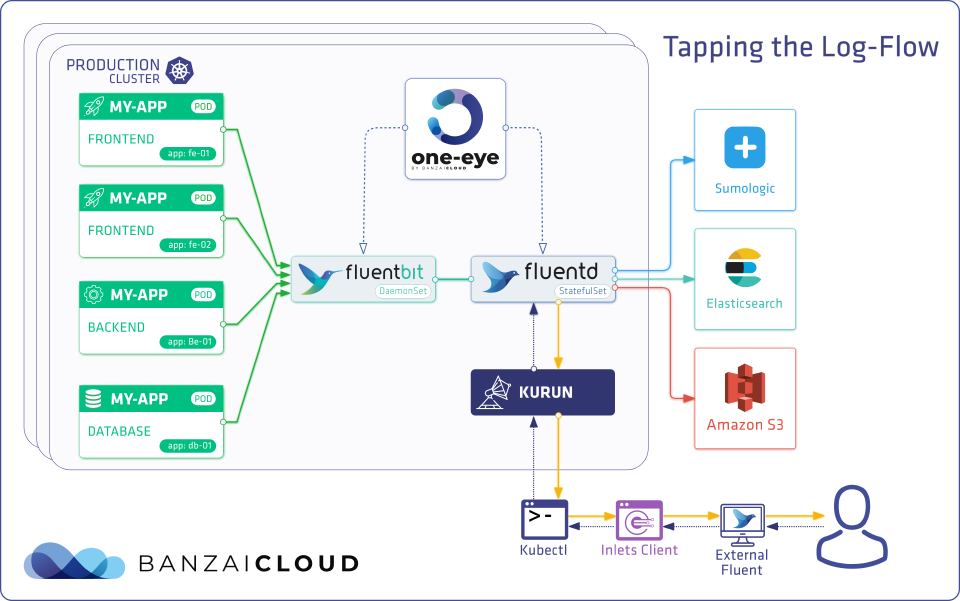 Tapping the Log-Flow
PRODUCTION
CLUSTER
MY-APP POD
FRONTEND
app: fe-01
MY-APP POD
FRONTEND
app: fe-02
MY-APP POD
BACKEND
app: Be-01
MY-APP POD
DATABASE
app: db-01
one-eye
BY BANZAICLOUD
fluentbit
DaemonSet
fluentd
StatefulSet
KURUN
Sumologic
Elasticsearch
Amazon S3
>-
Kubectl
Inlets Client
External
Fluent
BANZAICLOUD